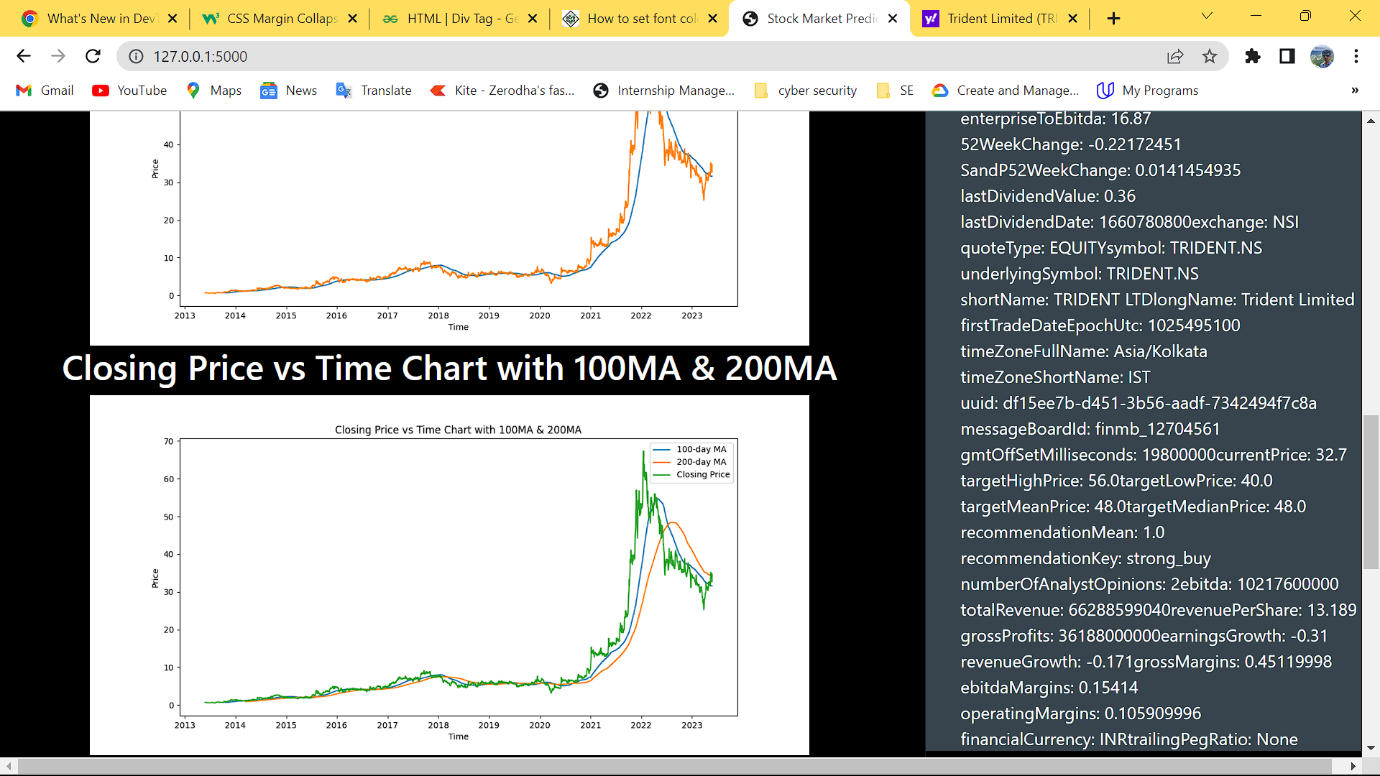 What's New in Dev
CSS Margin Collaps
HTML | Div Tag - Ge
How to set font col
Stock Market Predic
Trident Limited (TRI
127.0.0.1:5000
Gmail
YouTube
Maps
News
Translate
Kite - Zerodha's fas...
Internship Manage...
cyber security
SE
Create and Manage...
My Programs
»
40
30
20
10
0
Price
2013 2014 2015 2016 2017 2018 2019 2020 2021 2022 2023
Time
Closing Price vs Time Chart with 100MA & 200MA
Closing Price vs Time Chart with 100MA & 200MA
100-day MA
200-day MA
Closing Price
70
60
50
40
30
20
10
0
Price
2013 2014 2015 2016 2017 2018 2019 2020 2021 2022 2023
Time
enterpriseToEbitda: 16.87
52WeekChange: -0.22172451
SandP52WeekChange: 0.0141454935
lastDividendValue: 0.36
lastDividendDate: 1660780800exchange: NSI
quoteType: EQUITYsymbol: TRIDENT.NS
underlyingSymbol: TRIDENT.NS
shortName: TRIDENT LTDlongName: Trident Limited
firstTradeDateEpochUtc: 1025495100
timeZoneFullName: Asia/Kolkata
timeZoneShortName: IST
uuid: df15ee7b-d451-3b56-aadf-7342494f7c8a
messageBoardId: finmb_12704561
gmtOffSetMilliseconds: 19800000currentPrice: 32.7
targetHighPrice: 56.0targetLowPrice: 40.0
targetMeanPrice: 48.0targetMedianPrice: 48.0
recommendationMean: 1.0
recommendationKey: strong_buy
numberOfAnalystOpinions: 2ebitda: 10217600000
totalRevenue: 66288599040revenuePerShare: 13.189
grossProfits: 36188000000earningsGrowth: -0.31
revenueGrowth: -0.171grossMargins: 0.45119998
ebitdaMargins: 0.15414
operatingMargins: 0.105909996
financialCurrency: INRtrailingPegRatio: None